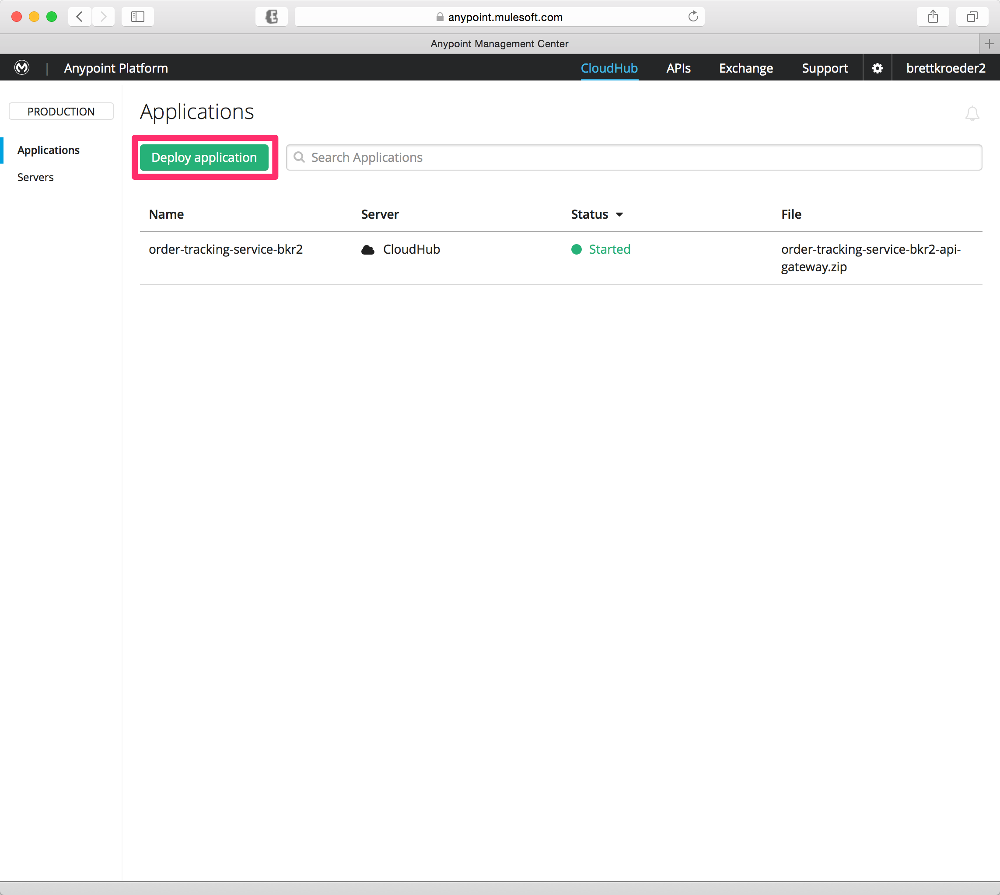 anypoint.mulesoft.com
Anypoint Management Center
Anypoint Platform CloudHub APIs Exchange Support brettkroeder2
PRODUCTION
Applications
Servers
Applications
Deploy application Search Applications
Name Server Status File
order-tracking-service-bkr2 CloudHub Started order-tracking-service-bkr2-api-
gateway.zip